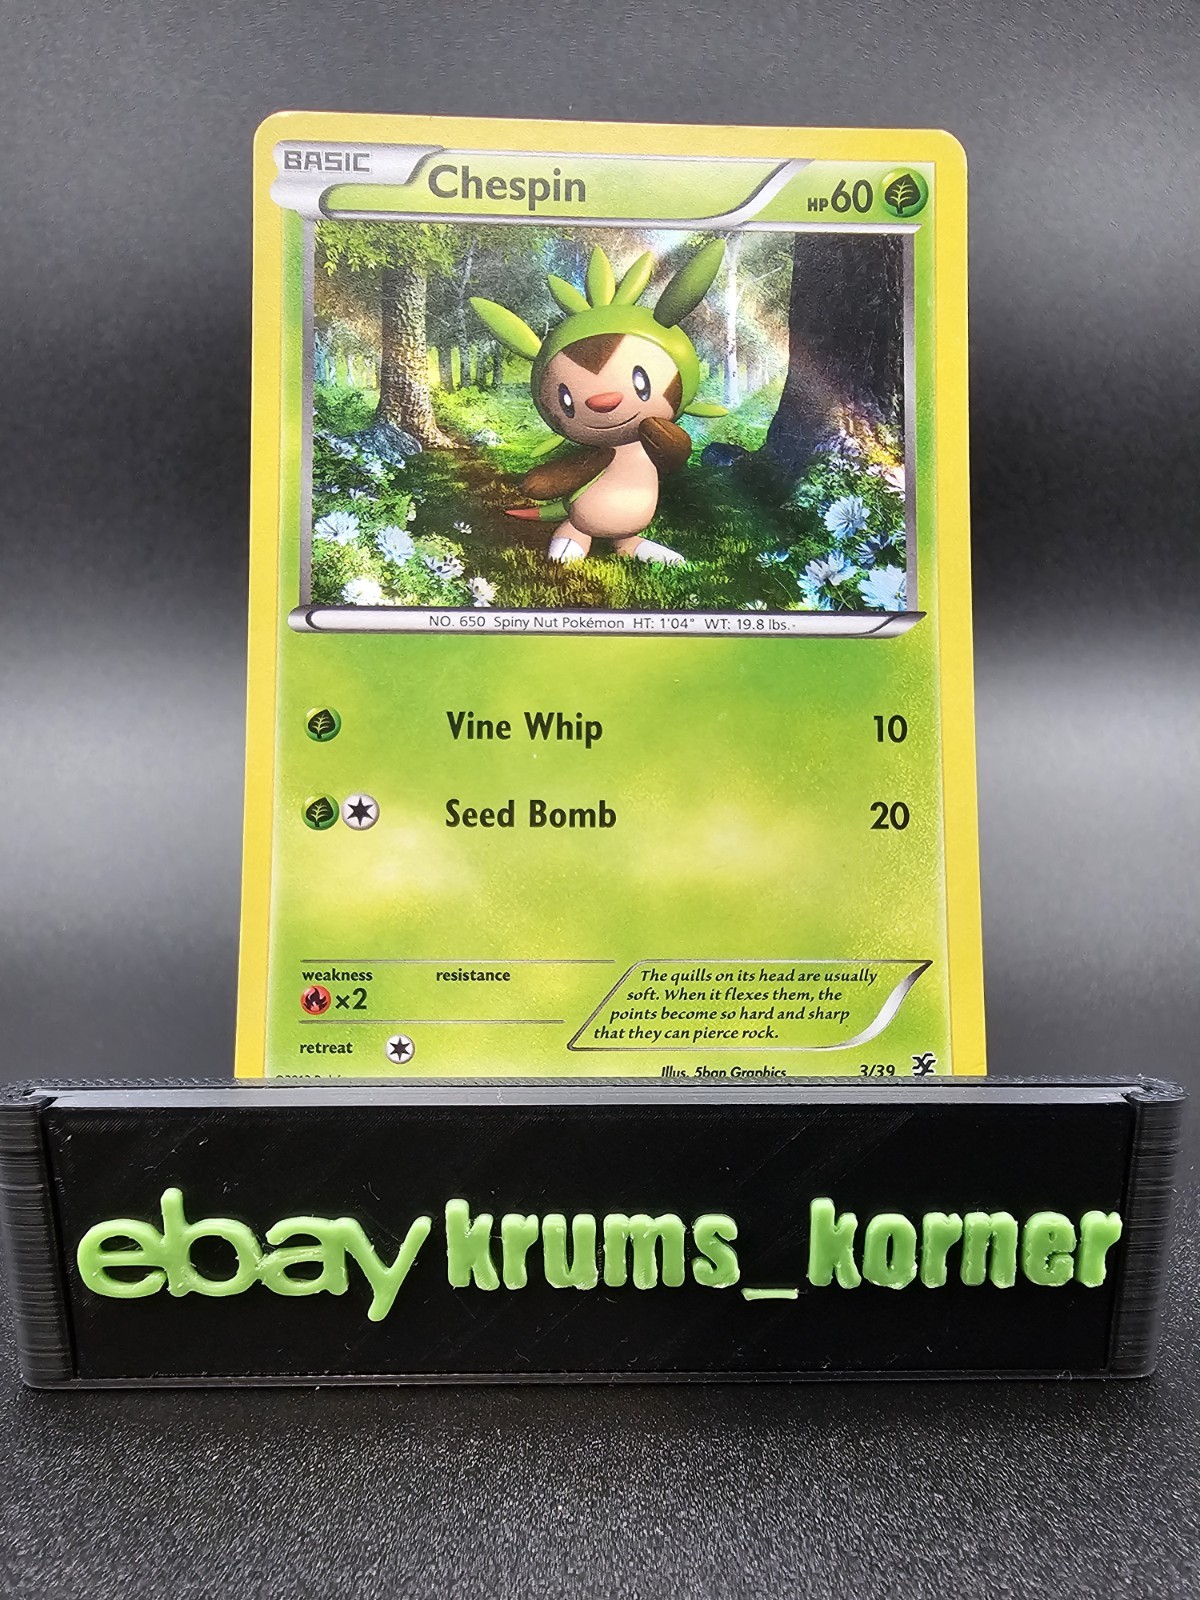 BASIC Chespin HP60
NO. 650 Spiny Nut Pokémon HT: 1'04" WT: 19.8 lbs.
Vine Whip 10
Seed Bomb 20
weakness resistance
×2
retreat
The quills on its head are usually
soft. When it flexes them, the
points become so hard and sharp
that they can pierce rock.
Illus. 5ban Graphics 3/39
ebay krums_korner